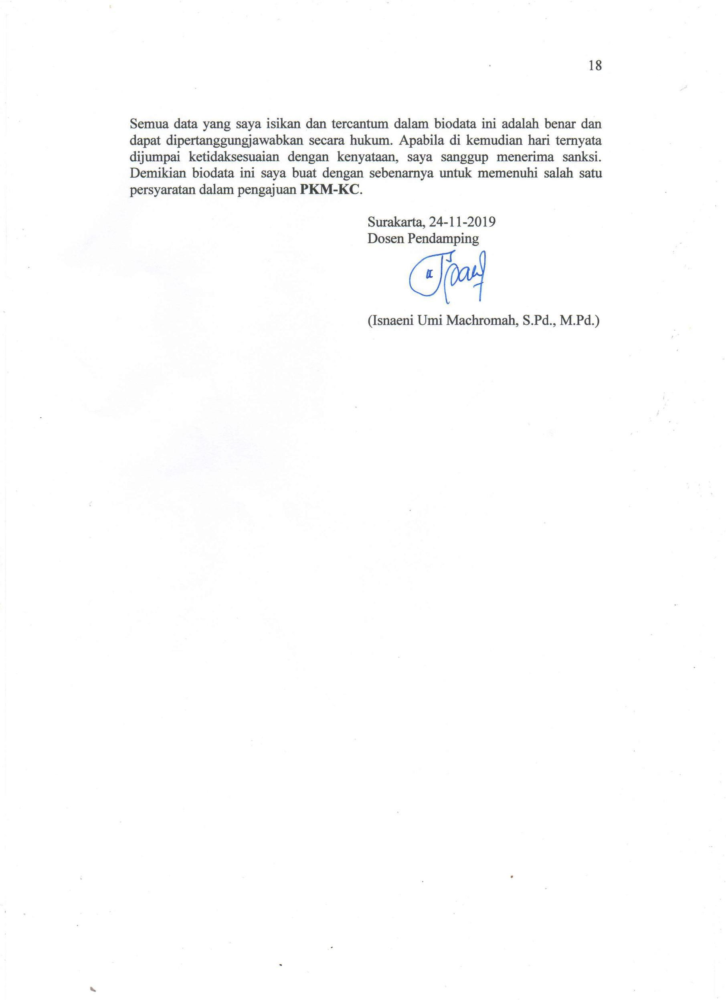 18
Semua data yang saya isikan dan tercantum dalam biodata ini adalah benar dan
dapat dipertanggungjawabkan secara hukum. Apabila di kemudian hari ternyata
dijumpai ketidaksesuaian dengan kenyataan, saya sanggup menerima sanksi.
Demikian biodata ini saya buat dengan sebenarnya untuk memenuhi salah satu
persyaratan dalam pengajuan PKM-KC.
Surakarta, 24-11-2019
Dosen Pendamping
(Isnaeni Umi Machromah, S.Pd., M.Pd.)